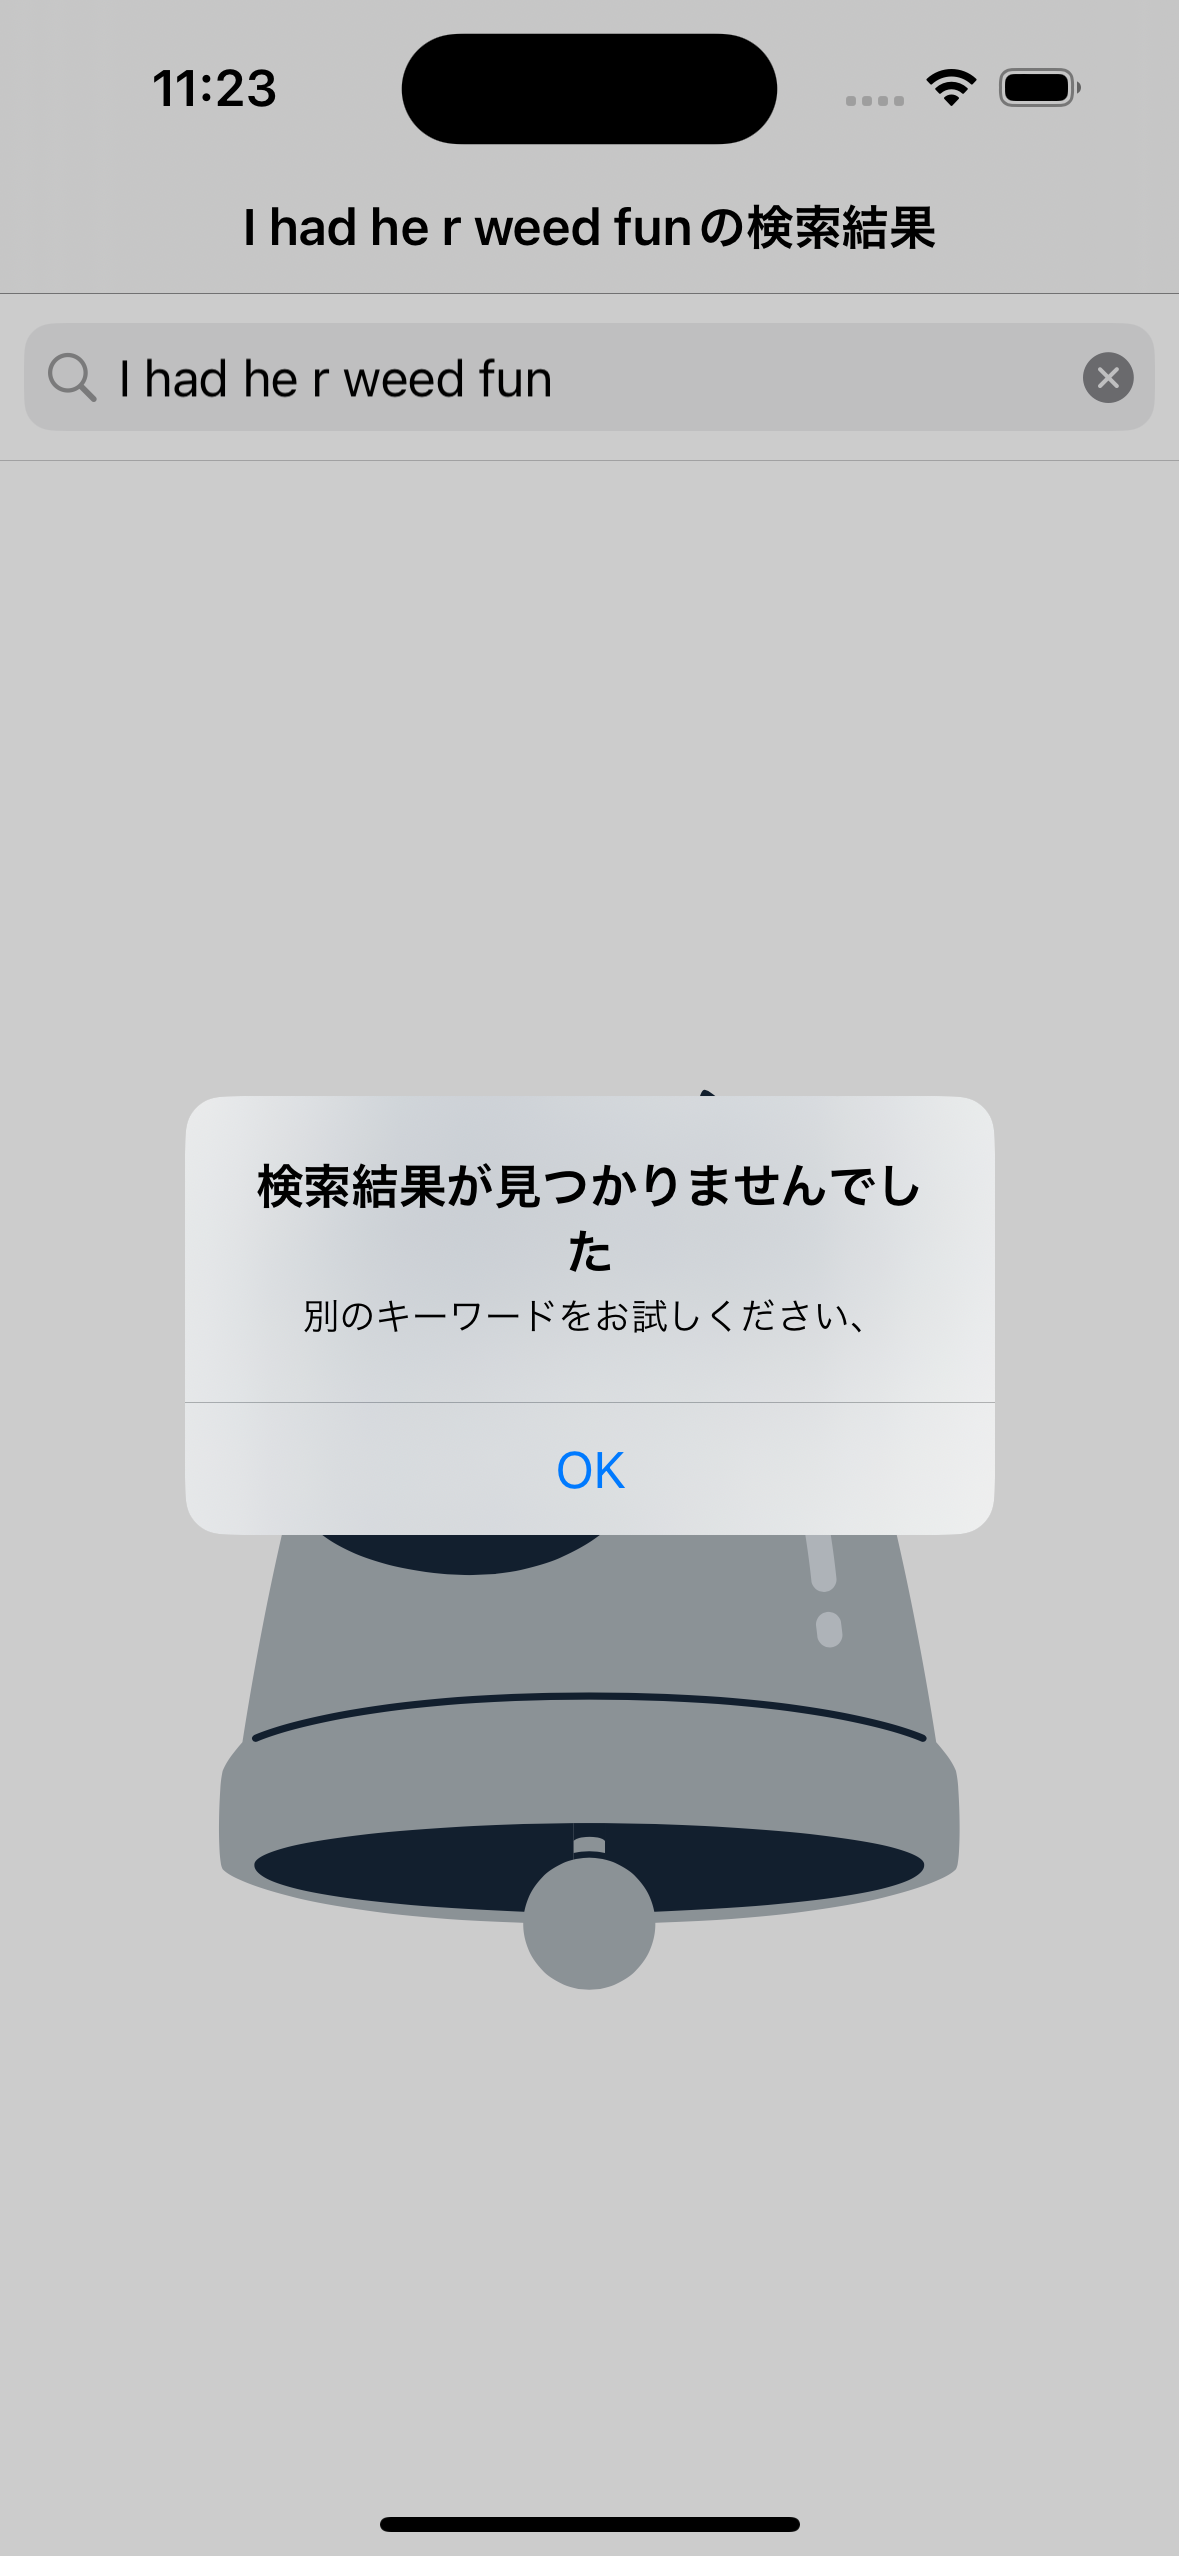 11:23
I had he r weed funの検索結果
I had he r weed fun
検索結果が見つかりませんでし
た
別のキーワードをお試しください、
OK